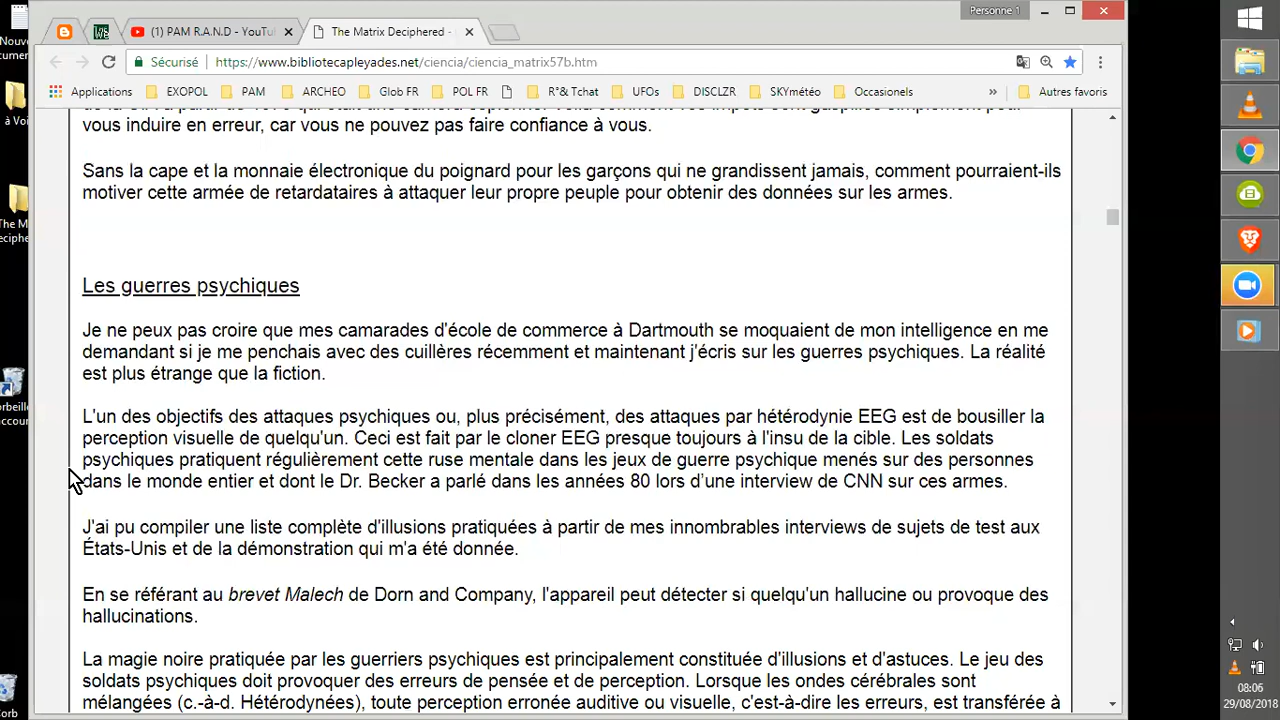 Personne 1
(1) PAM R.A.N.D - YouTu
The Matrix Deciphered -
Sécurisé
https://www.bibliotecapleyades.net/ciencia/ciencia_matrix57b.htm
Applications
EXOPOL
PAM
ARCHEO
Glob FR
POL FR
R°& Tchat
UFOs
DISCLZR
SKYmétéo
Occasionels
»
Autres favoris
vous induire en erreur, car vous ne pouvez pas faire confiance à vous.
Sans la cape et la monnaie électronique du poignard pour les garçons qui ne grandissent jamais, comment pourraient-ils
motiver cette armée de retardataires à attaquer leur propre peuple pour obtenir des données sur les armes.
Les guerres psychiques
Je ne peux pas croire que mes camarades d'école de commerce à Dartmouth se moquaient de mon intelligence en me
demandant si je me penchais avec des cuillères récemment et maintenant j'écris sur les guerres psychiques. La réalité
est plus étrange que la fiction.
L'un des objectifs des attaques psychiques ou, plus précisément, des attaques par hétérodynie EEG est de bousiller la
perception visuelle de quelqu'un. Ceci est fait par le cloner EEG presque toujours à l'insu de la cible. Les soldats
psychiques pratiquent régulièrement cette ruse mentale dans les jeux de guerre psychique menés sur des personnes
dans le monde entier et dont le Dr. Becker a parlé dans les années 80 lors d'une interview de CNN sur ces armes.
J'ai pu compiler une liste complète d'illusions pratiquées à partir de mes innombrables interviews de sujets de test aux
États-Unis et de la démonstration qui m'a été donnée.
En se référant au brevet Malech de Dorn and Company, l'appareil peut détecter si quelqu'un hallucine ou provoque des
hallucinations.
La magie noire pratiquée par les guerriers psychiques est principalement constituée d'illusions et d'astuces. Le jeu des
soldats psychiques doit provoquer des erreurs de pensée et de perception. Lorsque les ondes cérébrales sont
mélangées (c.-à-d. Hétérodynées), toute perception erronée auditive ou visuelle, c'est-à-dire les erreurs, est transférée à
Nouv
cumen
à Voi
The M
eciphe
orbeill
accour
Corb
08:06
29/08/2018